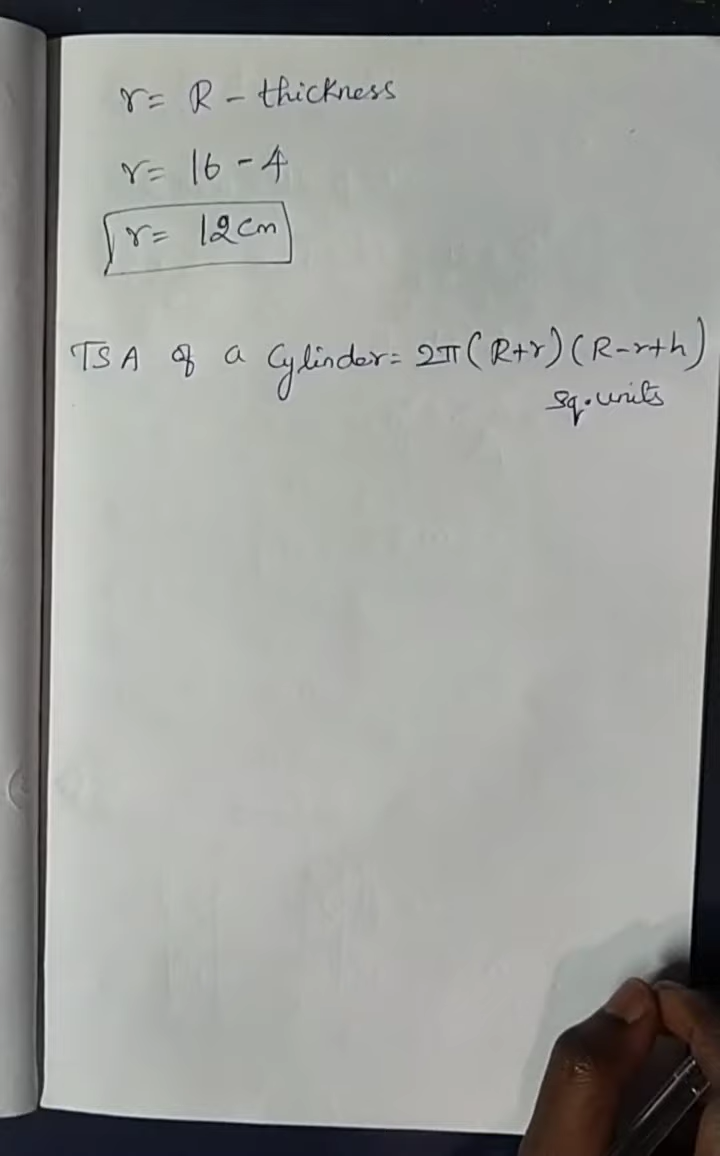 r= R - thickness
r= 16 - 4
r= 12cm
TSA of a Cylinder= 2π(R+r)(R-r+h)
sq.units